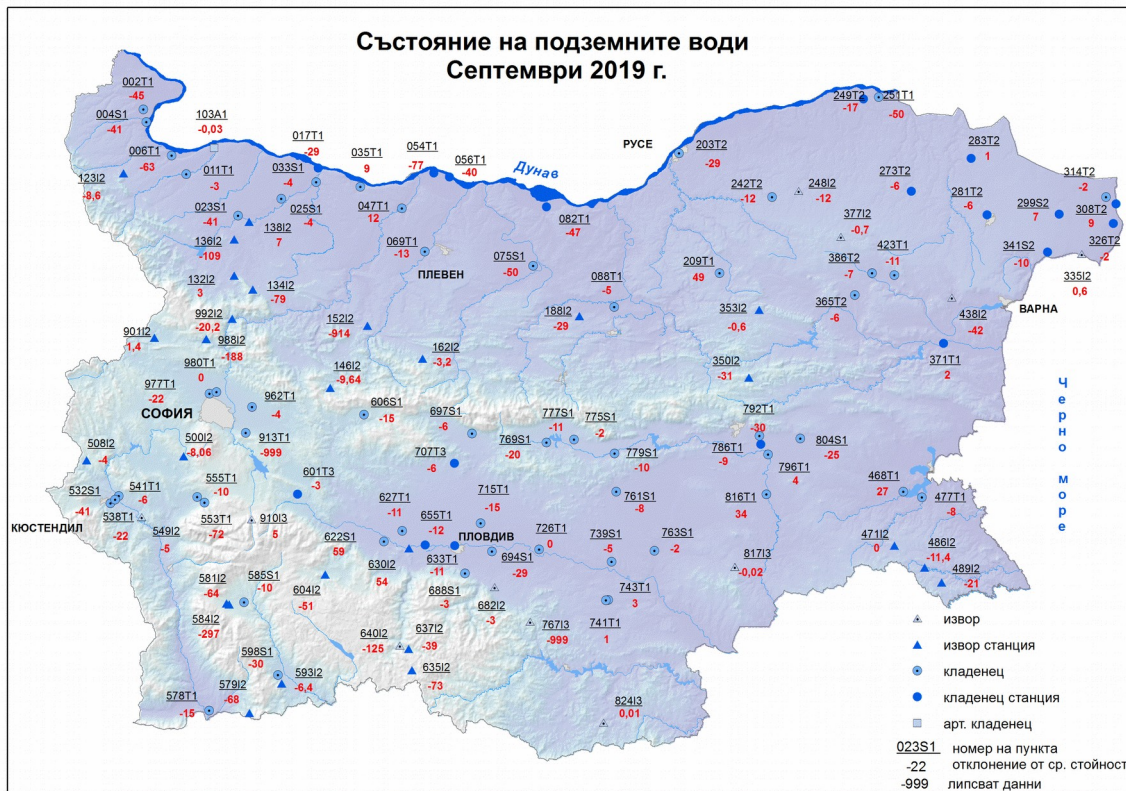 Състояние на подземните води
Септември 2019 г.
002T1
-45
004S1
-41
103A1
-0,03
006T1
-63
011T1
-3
123I2
-8,6
017T1
-29
033S1
-4
035T1
9
054T1
-77
056T1
-40
Дунав
РУСЕ
203T2
-29
249T2
-17
251T1
-50
283T2
1
314T2
-2
023S1
-41
025S1
-4
047T1
12
138I2
7
136I2
-109
082T1
-47
242T2
-12
248I2
-12
273T2
-6
281T2
-6
299S2
7
308T2
9
326T2
-2
377I2
-0,7
423T1
-11
386T2
-7
341S2
-10
335I2
0,6
069T1
-13
ПЛЕВЕН
075S1
-50
088T1
-5
209T1
49
132I2
3
134I2
-79
365T2
-6
ВАРНА
992I2
-20,2
152I2
-914
188I2
-29
353I2
-0,6
438I2
-42
901I2
1,4
988I2
-188
162I2
-3,2
371T1
2
980T1
0
146I2
-9,64
350I2
-31
977T1
-22
СОФИЯ
962T1
-4
606S1
-15
697S1
-6
777S1
-11
775S1
-2
792T1
-30
508I2
-4
500I2
-8,06
913T1
-999
707T3
-6
769S1
-20
779S1
-10
786T1
-9
804S1
-25
796T1
4
532S1
-41
541T1
-6
555T1
-10
601T3
-3
468T1
27
477T1
-8
КЮСТЕНДИЛ
538T1
-22
549I2
-5
553T1
-72
910I3
5
627T1
-11
715T1
-15
761S1
-8
816T1
34
622S1
59
655T1
-12
ПЛОВДИВ
726T1
0
739S1
-5
763S1
-2
471I2
0
486I2
-11,4
489I2
-21
630I2
54
633T1
-11
694S1
-29
817I3
-0,02
581I2
-64
585S1
-10
604I2
-51
688S1
-3
682I2
-3
743T1
3
741T1
1
584I2
-297
767I3
-999
640I2
-125
637I2
-39
635I2
-73
598S1
-30
593I2
-6,4
579I2
-68
578T1
-15
824I3
0,01
Черно море
извор
извор станция
кладенец
кладенец станция
арт. кладенец
023S1 номер на пункта
-22 отклонение от ср. стойност
-999 липсват данни